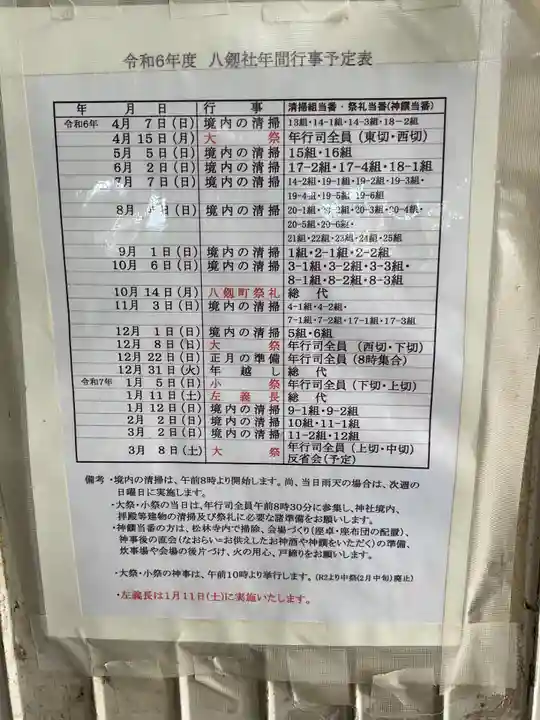 令和6年度 八剱社年間行事予定表
年 月 日 行 事 清掃組当番・祭礼当番(神饌当番)
令和6年 4月 7日(日) 境内の清掃 13組・14-1組・14-3組・18-2組
4月 15日(月) 大 祭 年行司全員(東切・西切)
5月 5日(日) 境内の清掃 15組・16組
6月 2日(日) 境内の清掃 17-2組・17-4組・18-1組
7月 7日(日) 境内の清掃 14-2組・19-1組・19-2組・19-3組・
19-4組・19-5組・19-6組
8月 日(日) 境内の清掃 20-1組・20-2組・20-3組・20-4組・
20-5組・20-6組・
21組・22組・23組・24組・25組
9月 1日(日) 境内の清掃 1組・2-1組・2-2組
10月 6日(日) 境内の清掃 3-1組・3-2組・3-3組・
8-1組・8-2組・8-3組
10月 14日(月) 八剱町祭礼 総 代
11月 3日(日) 境内の清掃 4-1組・4-2組・
7-1組・7-2組・17-1組・17-3組
12月 1日(日) 境内の清掃 5組・6組
12月 8日(日) 大 祭 年行司全員(西切・下切)
12月 22日(日) 正月の準備 年行司全員(8時集合)
12月 31日(火) 年 越 し 総 代
令和7年 1月 5日(日) 小 祭 年行司全員(下切・上切)
1月 11日(土) 左 義 長 総 代
1月 12日(日) 境内の清掃 9-1組・9-2組
2月 2日(日) 境内の清掃 10組・11-1組
3月 2日(日) 境内の清掃 11-2組・12組
3月 8日(土) 大 祭 年行司全員(上切・中切)
反省会(予定)
備考 ・境内の清掃は、午前8時より開始します。尚、当日雨天の場合は、次週の
日曜日に実施します。
・大祭・小祭の当日は、年行司全員午前8時30分に参集し、神社境内、
拝殿等建物の清掃及び祭礼に必要な諸準備をお願いします。
・神饌当番の方は、松林寺内で掃除、会場づくり(座卓・座布団の配置)、
神事後の直会(なおらい=お供えしたお神酒や神饌をいただく)の準備、
炊事場や会場の後片づけ、火の用心、戸締りをお願いします。
・大祭・小祭の神事は、午前10時より挙行します。(R2より中祭(2月中旬)廃止)
・左義長は1月11日(土)に実施いたします。